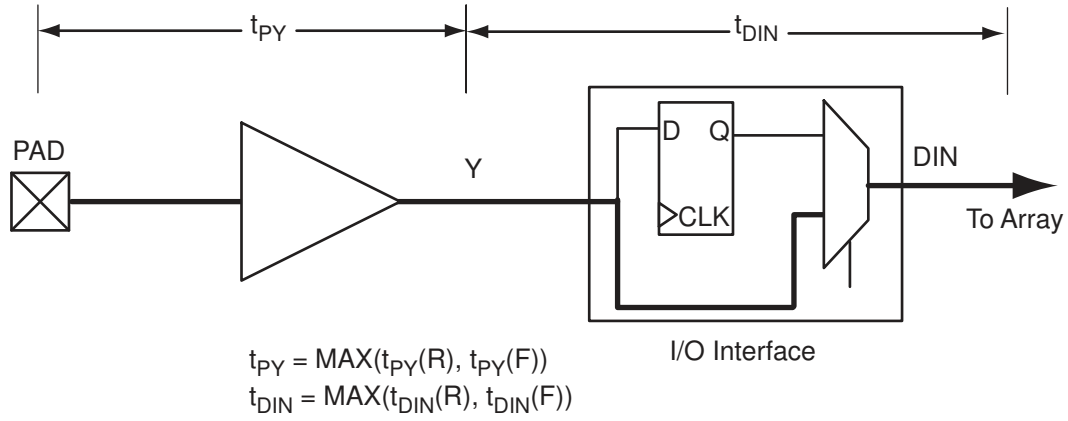 tPY
tDIN
PAD
Y
D
Q
CLK
DIN
To Array
I/O Interface
tPY = MAX(tPY(R), tPY(F))
tDIN = MAX(tDIN(R), tDIN(F))